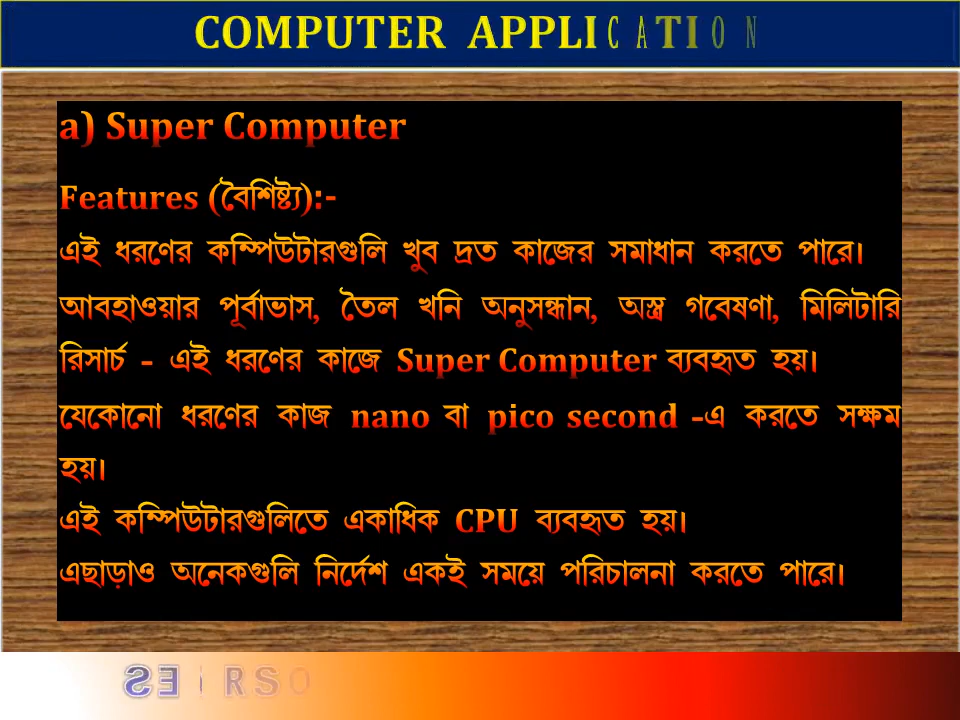 COMPUTER APPLICATION
a) Super Computer
Features (বৈশিষ্ট্য):-
এই ধরণের কম্পিউটারগুলি খুব দ্রত কাজের সমাধান করতে পারে।
আবহাওয়ার পূর্বাভাস, তৈল খনি অনুসন্ধান, অস্ত্র গবেষণা, মিলিটারি
রিসার্চ - এই ধরণের কাজে Super Computer ব্যবহৃত হয়।
যেকোনো ধরণের কাজ nano বা pico second -এ করতে সক্ষম
হয়।
এই কম্পিউটারগুলিতে একাধিক CPU ব্যবহৃত হয়।
এছাড়াও অনেকগুলি নির্দেশ একই সময়ে পরিচালনা করতে পারে।